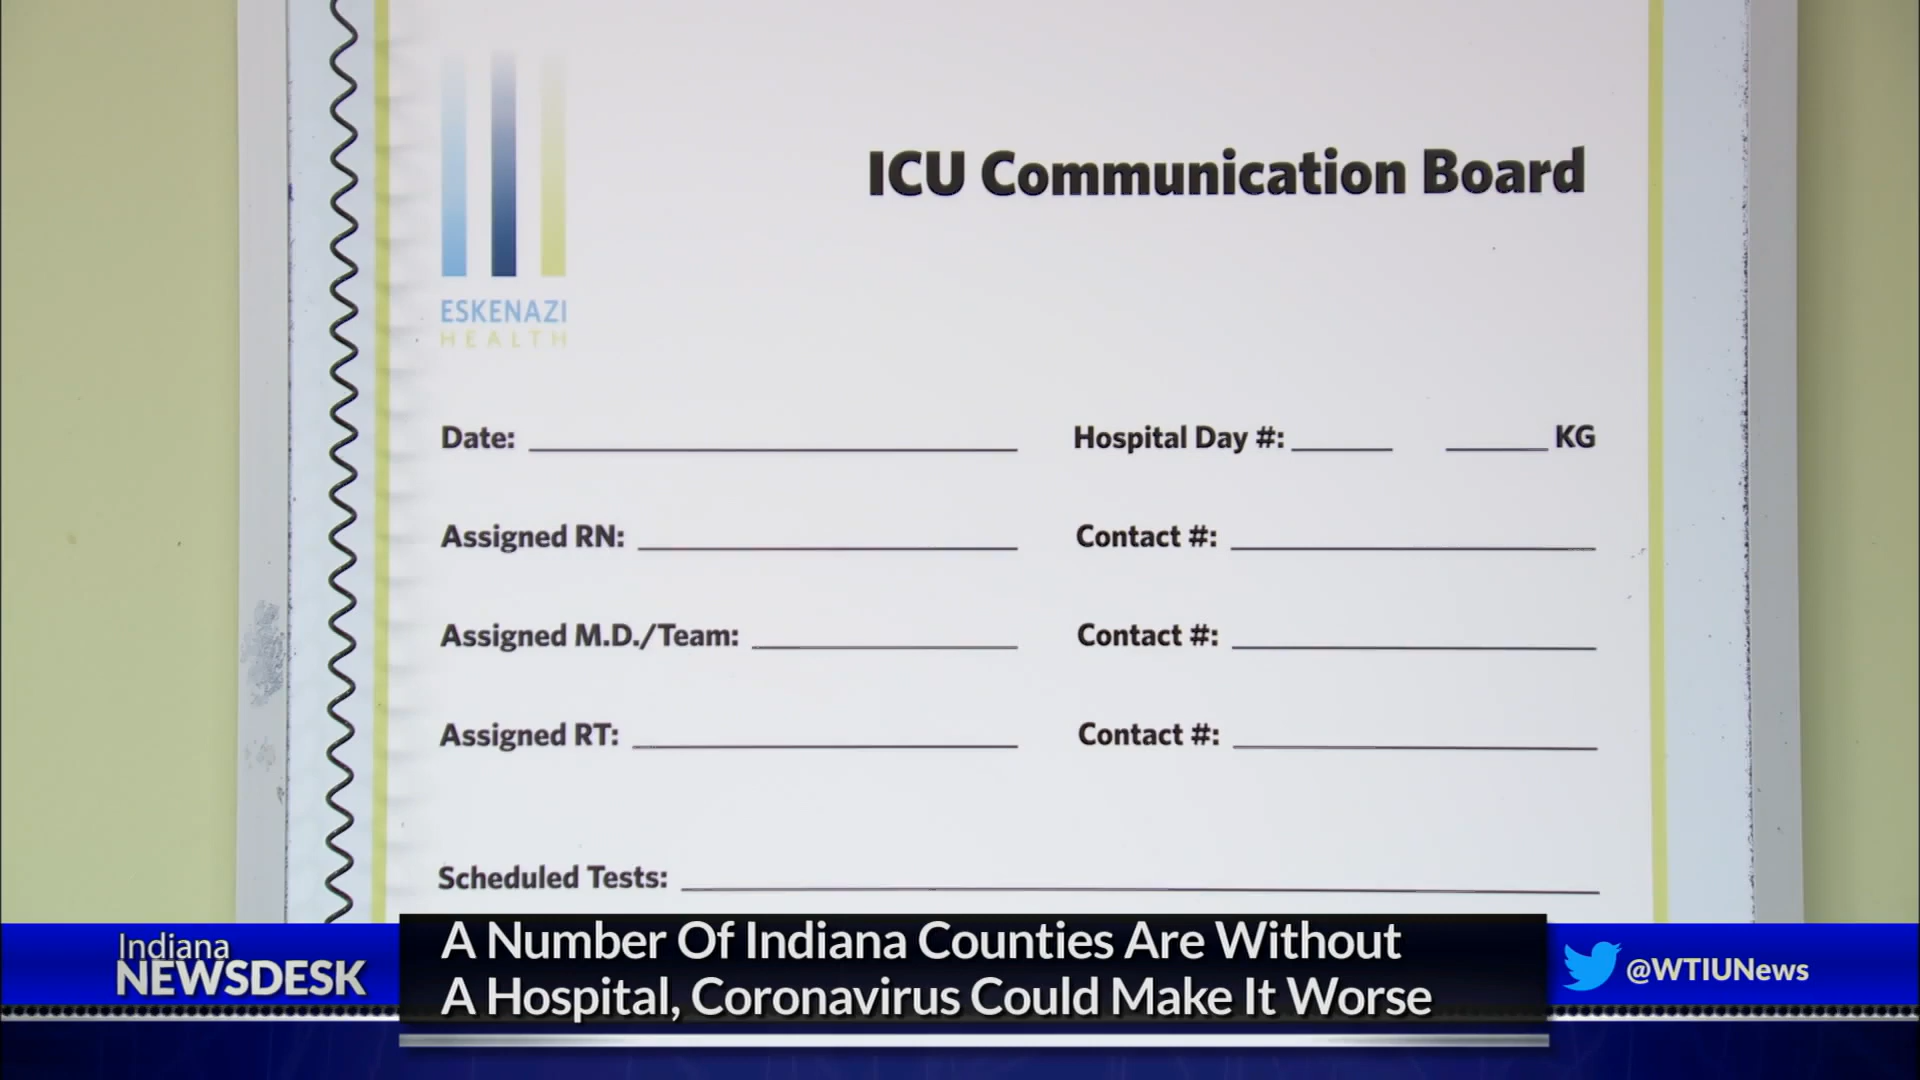 ICU Communication Board
ESKENAZI
HEALTH
Date: Hospital Day #: KG
Assigned RN: Contact #:
Assigned M.D./Team: Contact #:
Assigned RT: Contact #:
Scheduled Tests:
Indiana
NEWSDESK
A Number Of Indiana Counties Are Without
A Hospital, Coronavirus Could Make It Worse
@WTIUNews